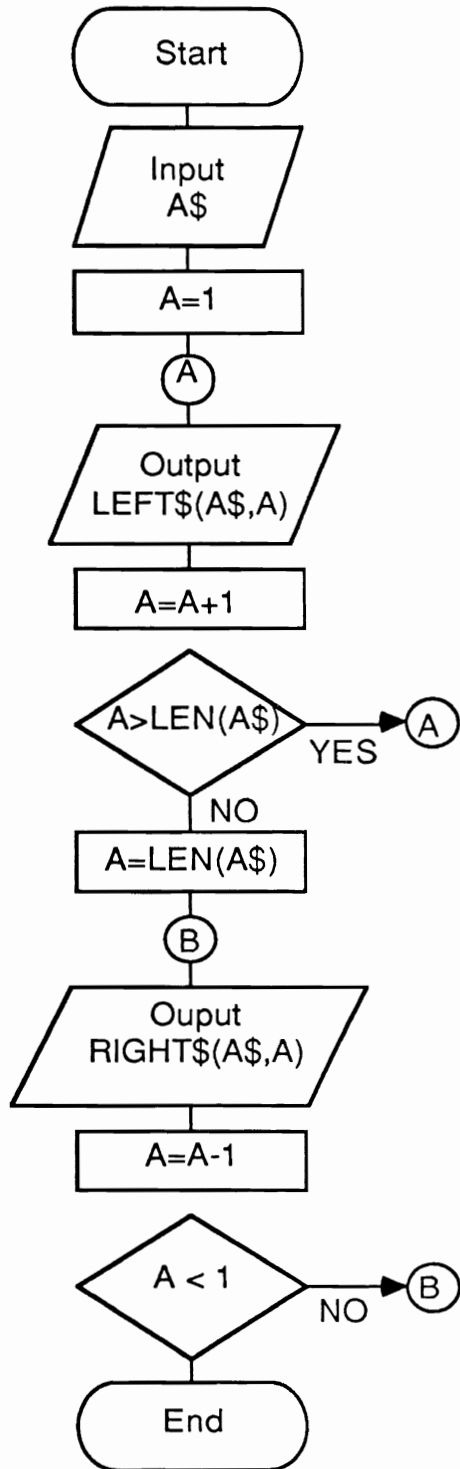 Start
Input
A$
A=1
A
Output
LEFT$(A$,A)
A=A+1
A>LEN(A$)
YES
A
NO
A=LEN(A$)
B
Ouput
RIGHT$(A$,A)
A=A-1
A < 1
NO
B
End